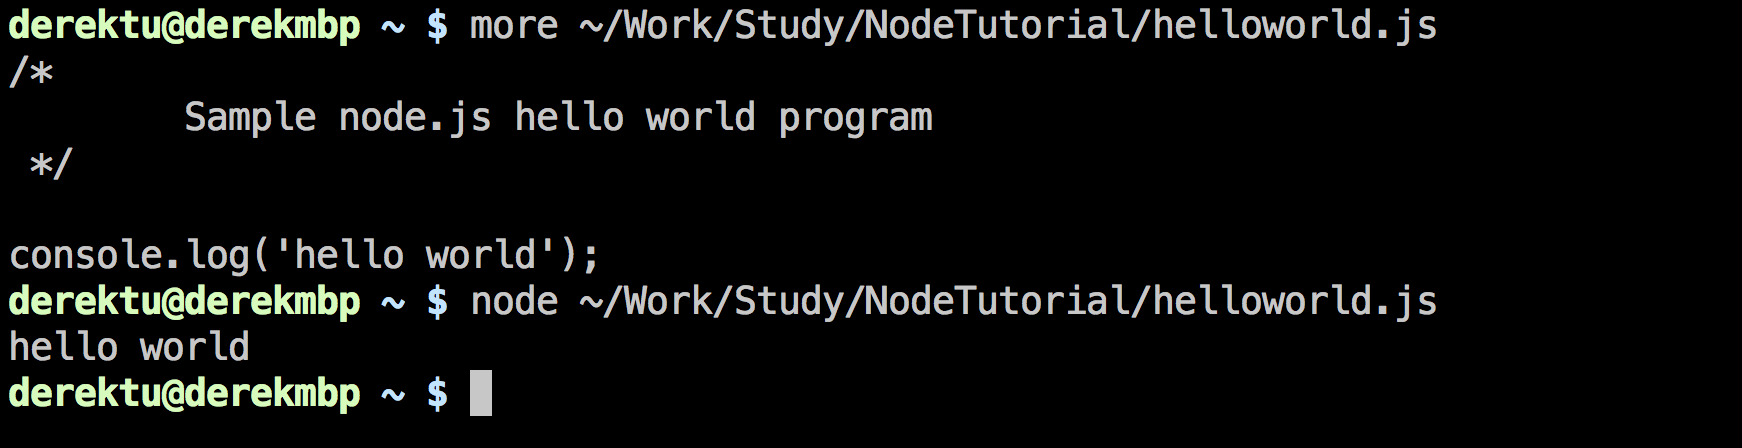 derektu@derekmbp ~ $ more ~/Work/Study/NodeTutorial/helloworld.js
/*
        Sample node.js hello world program
 */

console.log('hello world');
derektu@derekmbp ~ $ node ~/Work/Study/NodeTutorial/helloworld.js
hello world
derektu@derekmbp ~ $